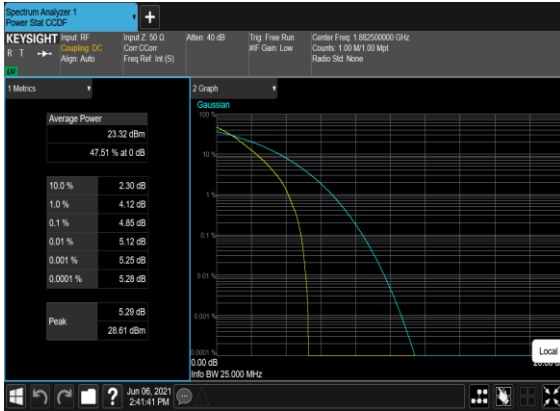 Spectrum Analyzer 1
Power Stat CCDF
KEYSIGHT
R T
Input: RF
Coupling: DC
Align: Auto
Input Z: 50 Ω
Corr CCorr
Freq Ref: Int (S)
Atten: 40 dB
Trig: Free Run
#IF Gain: Low
Center Freq: 1.882500000 GHz
Counts: 1.00 M/1.00 Mpt
Radio Std: None
1 Metrics
Average Power
23.32 dBm
47.51 % at 0 dB
10.0 % 2.30 dB
1.0 % 4.12 dB
0.1 % 4.85 dB
0.01 % 5.12 dB
0.001 % 5.25 dB
0.0001 % 5.28 dB
Peak
5.29 dB
28.61 dBm
2 Graph
Gaussian
100 %
10 %
1 %
0.1 %
0.01 %
0.001 %
0.0001 %
0.00 dB
Info BW 25.000 MHz
Local
Jun 06, 2021
2:41:41 PM